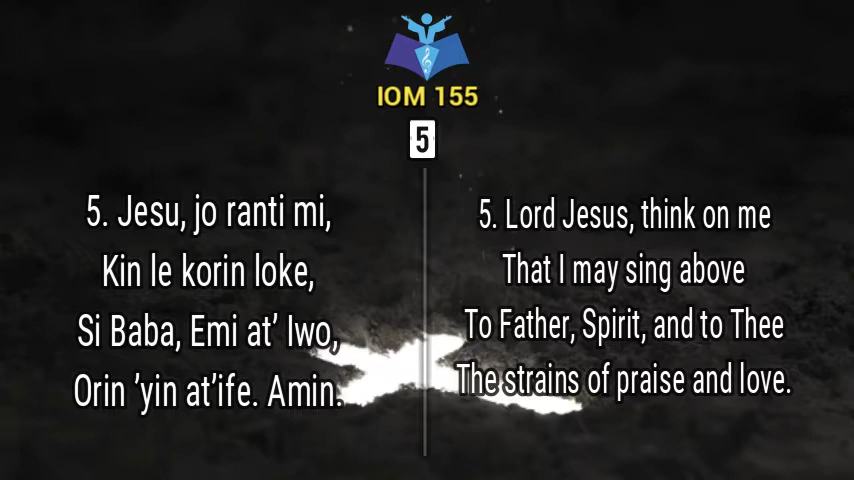 IOM 155
5
5. Jesu, jo ranti mi,
Kin le korin loke,
Si Baba, Emi at’ Iwo,
Orin ’yin at’ife. Amin.
5. Lord Jesus, think on me
That I may sing above
To Father, Spirit, and to Thee
The strains of praise and love.